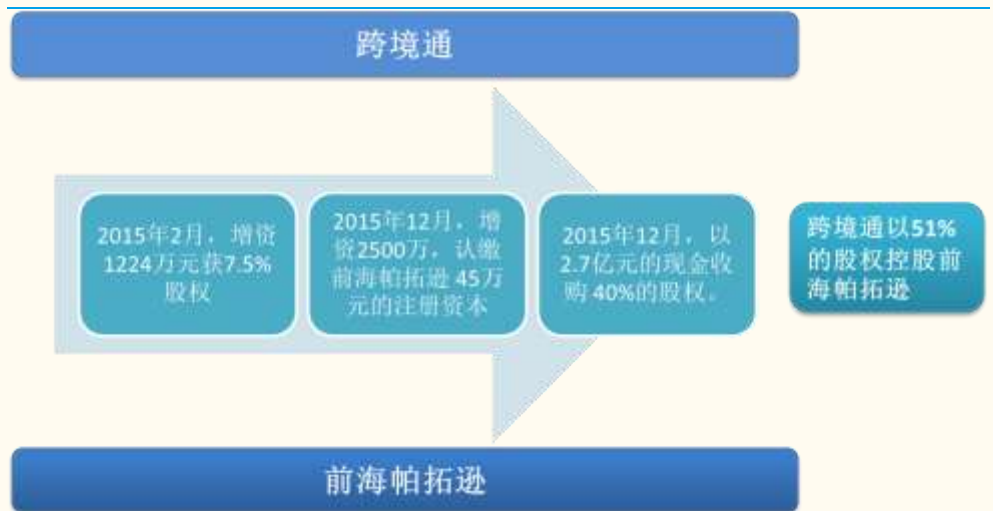 跨境通
2015年2月，增资
1224万元获7.5%
股权
2015年12月，增
资2500万，认缴
前海帕拓逊 45万
元的注册资本
2015年12月，以
2.7亿元的现金收
购 40%的股权。
跨境通以51%
的股权控股前
海帕拓逊
前海帕拓逊